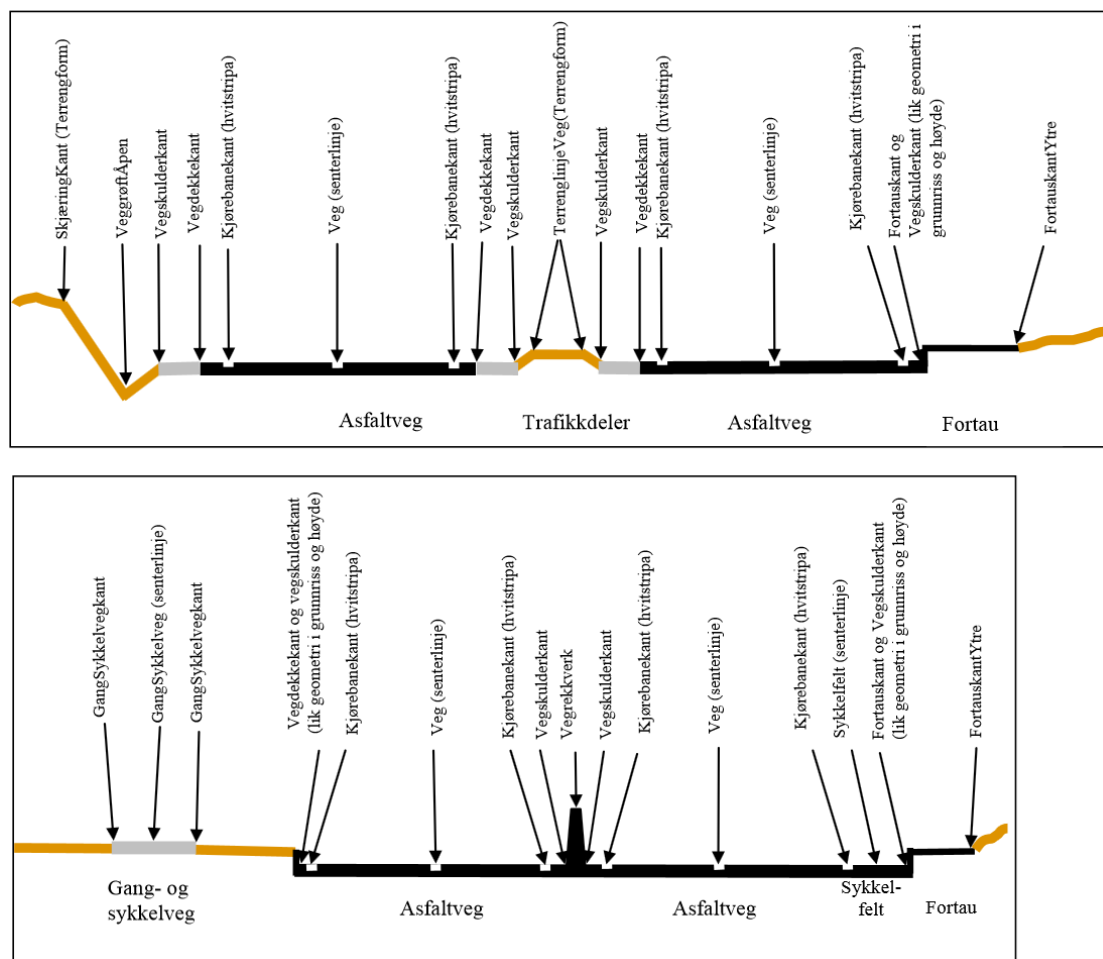 SkjæringKant (Terrengform)
VeggrøftÅpen
Vegskulderkant
Vegdekkekant
Kjørebanekant (hvitstripa)
Veg (senterlinje)
Kjørebanekant (hvitstripa)
Vegdekkekant
Vegskulderkant
TerrenglinjeVeg(Terrengform)
Vegskulderkant
Vegdekkekant
Kjørebanekant (hvitstripa)
Veg (senterlinje)
Kjørebanekant (hvitstripa)
Fortauskant og
Vegskulderkant (lik geometri i
grunnriss og høyde)
FortauskantYtre
Asfaltveg
Trafikkdeler
Asfaltveg
Fortau
GangSykkelvegkant
GangSykkelveg (senterlinje)
GangSykkelvegkant
Vegdekkekant og vegskulderkant
(lik geometri i grunnriss og høyde)
Kjørebanekant (hvitstripa)
Veg (senterlinje)
Kjørebanekant (hvitstripa)
Vegskulderkant
Vegrekkverk
Vegskulderkant
Kjørebanekant (hvitstripa)
Veg (senterlinje)
Kjørebanekant (hvitstripa)
Sykkelfelt (senterlinje)
Fortauskant og Vegskulderkant
(lik geometri i grunnriss og høyde)
FortauskantYtre
Gang- og
sykkelveg
Asfaltveg
Asfaltveg
Sykkel-
felt
Fortau